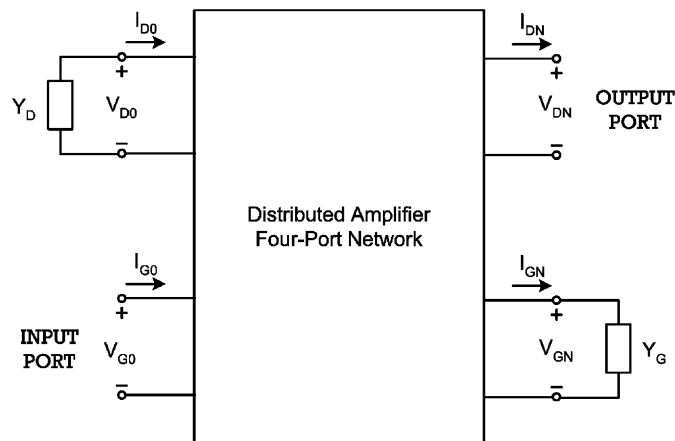 I_D0
I_DN
+
+
Y_D
V_D0
V_DN
OUTPUT
PORT
–
–
Distributed Amplifier
Four-Port Network
I_G0
I_GN
+
+
INPUT
PORT
V_G0
V_GN
Y_G
–
–